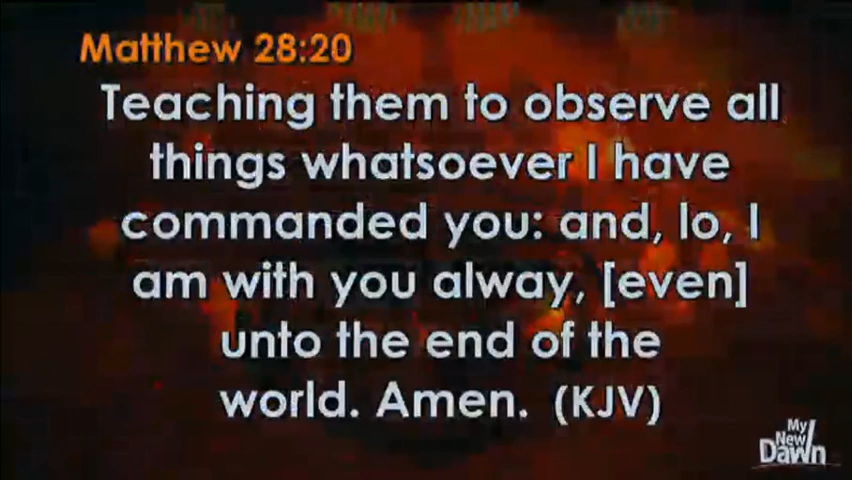 Matthew 28:20
Teaching them to observe all
things whatsoever I have
commanded you: and, lo, I
am with you alway, [even]
unto the end of the
world. Amen. (KJV)
My
New
Dawn